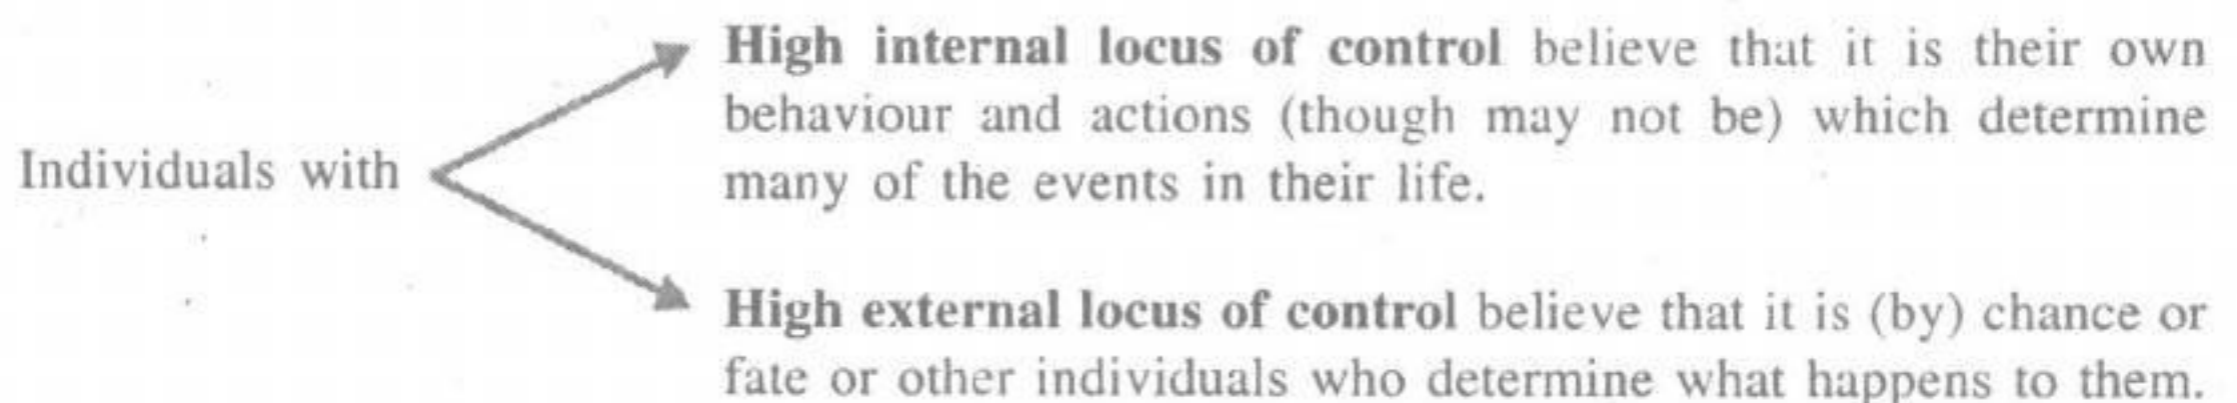 High internal locus of control believe that it is their own
behaviour and actions (though may not be) which determine
Individuals with
many of the events in their life.
High external locus of control believe that it is (by) chance or
fate or other individuals who determine what happens to them.